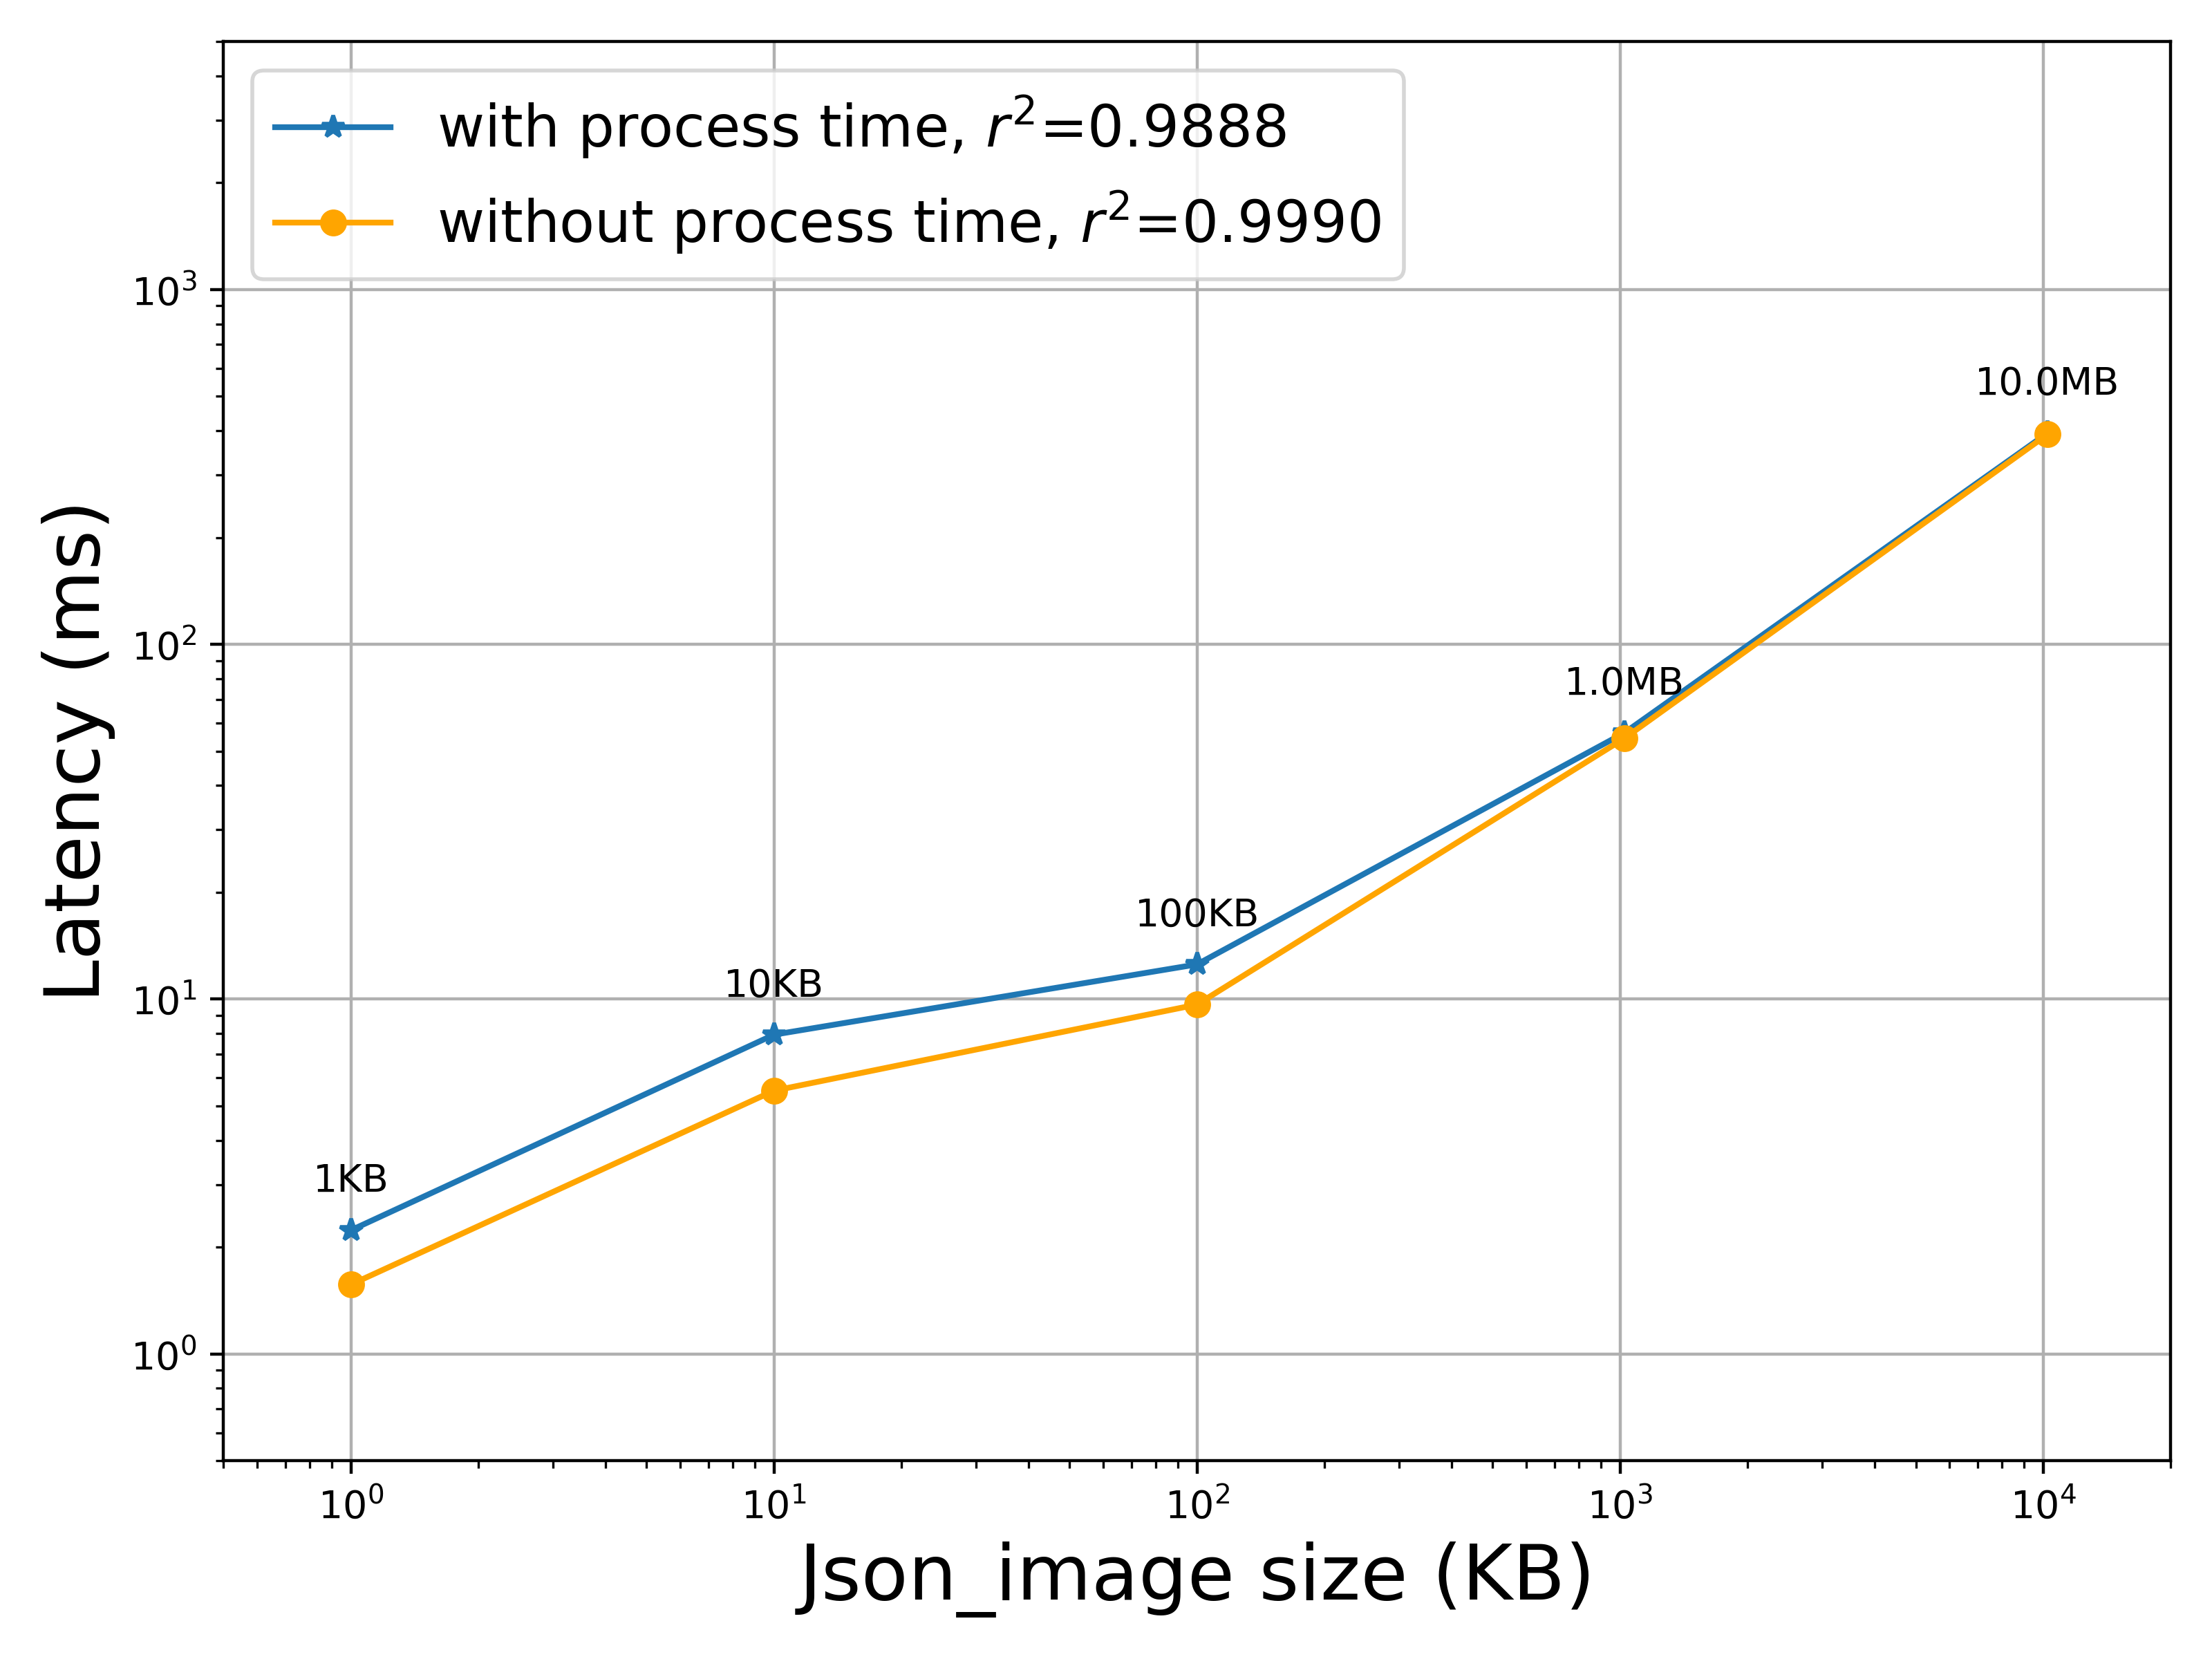 with process time, r²=0.9888
without process time, r²=0.9990
10³
10.0MB
10²
1.0MB
100KB
10KB
10¹
1KB
10⁰
Latency (ms)
10⁰ 10¹ 10² 10³ 10⁴
Json_image size (KB)